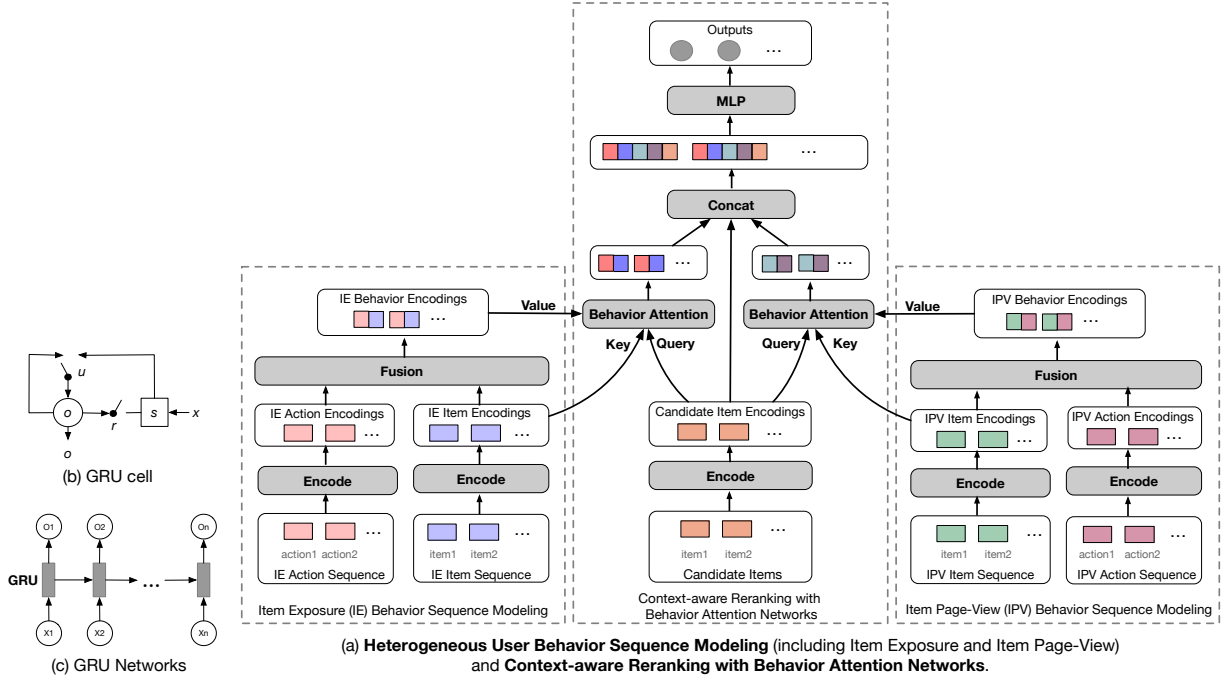 Outputs
...
MLP
...
Concat
...
...
IE Behavior Encodings
...
Value
Behavior Attention
Behavior Attention
Value
IPV Behavior Encodings
...
Key
Query
Query
Key
Fusion
Fusion
IE Action Encodings
...
IE Item Encodings
...
Candidate Item Encodings
...
IPV Item Encodings
...
IPV Action Encodings
...
Encode
Encode
Encode
Encode
Encode
...
action1 action2
IE Action Sequence
...
item1 item2
IE Item Sequence
...
item1 item2
Candidate Items
...
item1 item2
IPV Item Sequence
...
action1 action2
IPV Action Sequence
Item Exposure (IE) Behavior Sequence Modeling
Context-aware Reranking with
Behavior Attention Networks
Item Page-View (IPV) Behavior Sequence Modeling
u
o
r
s
x
o
(b) GRU cell
O1
O2
On
GRU
...
X1
X2
Xn
(c) GRU Networks
(a) Heterogeneous User Behavior Sequence Modeling (including Item Exposure and Item Page-View)
and Context-aware Reranking with Behavior Attention Networks.